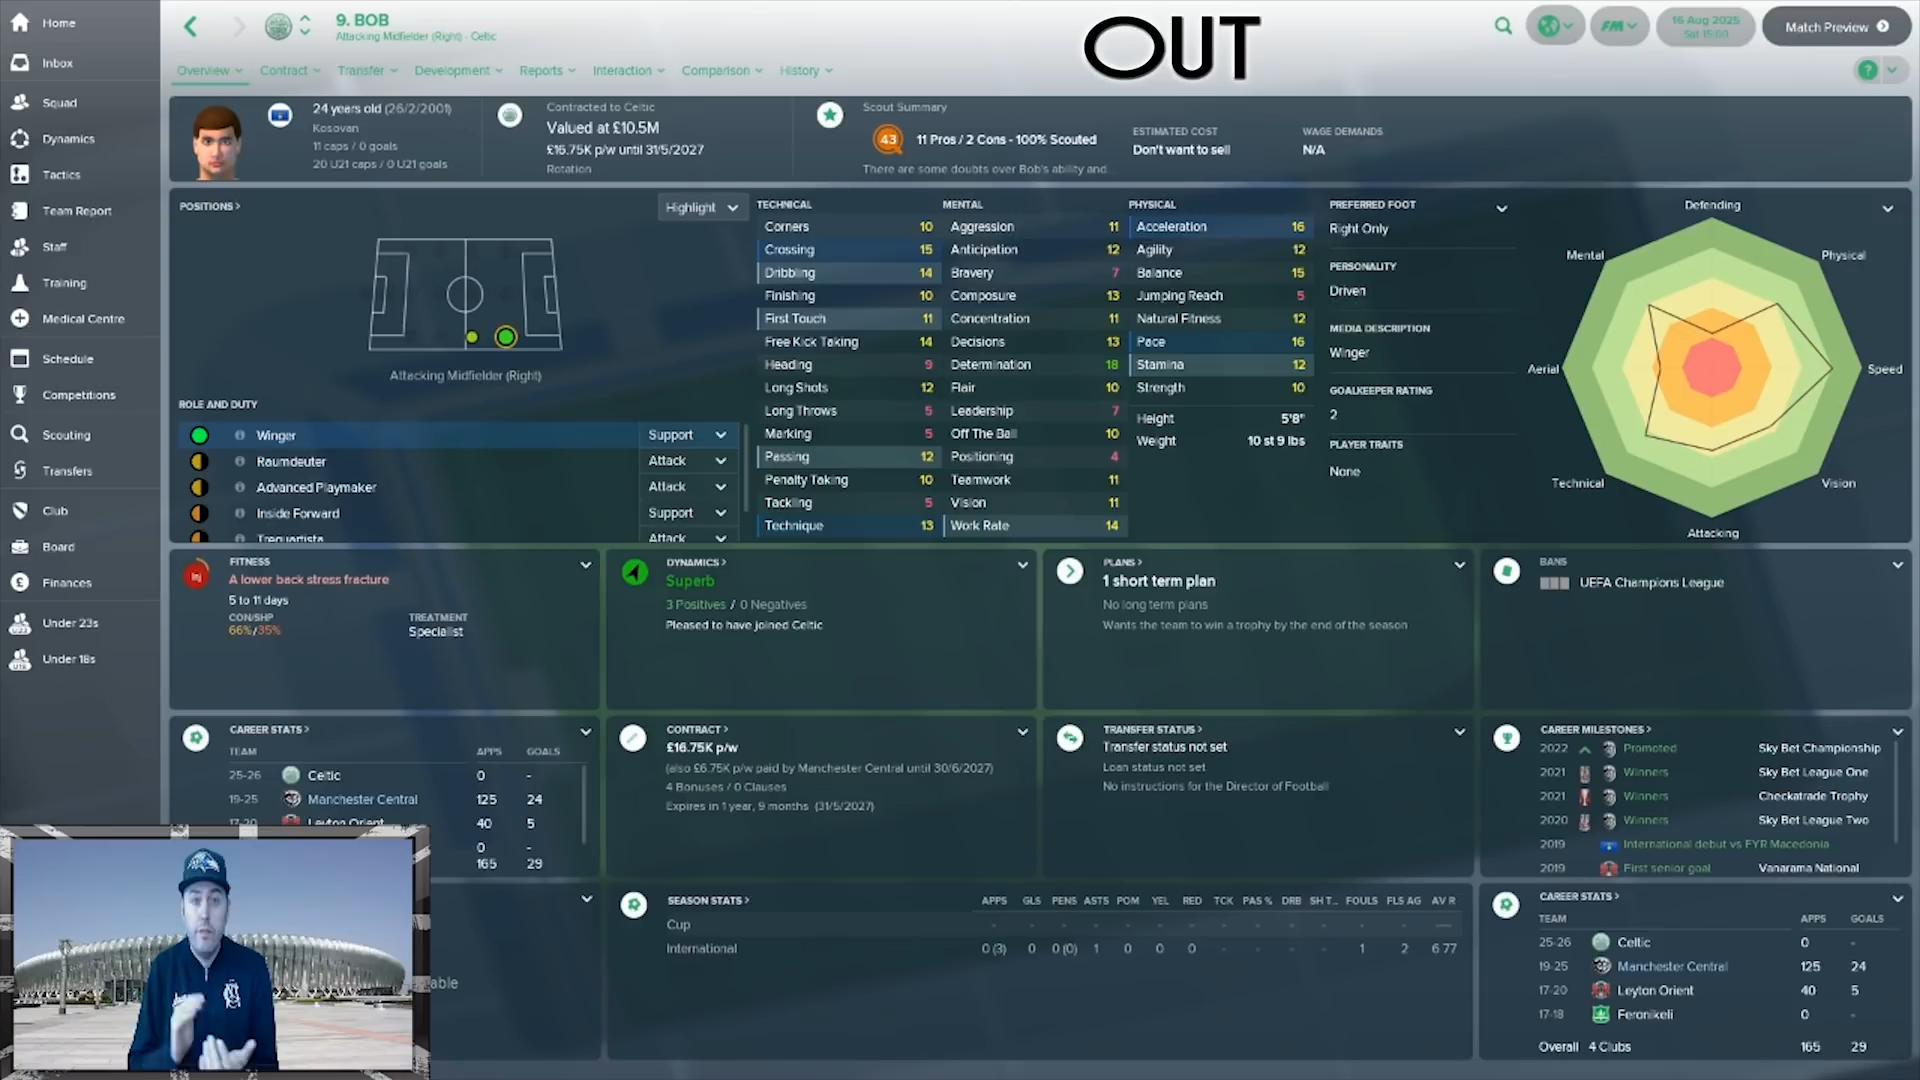 Home
Inbox
Squad
Dynamics
Tactics
Team Report
Staff
Training
Medical Centre
Schedule
Competitions
Scouting
Transfers
Club
Board
Finances
Under 23s
Under 18s
9. BOB
Attacking Midfielder (Right) - Celtic
OUT
FM
16 Aug 2025
Sat 15:00
Match Preview
Overview Contract Transfer Development Reports Interaction Comparison History
24 years old (26/2/2001)
Kosovan
11 caps / 0 goals
20 U21 caps / 0 U21 goals
Contracted to Celtic
Valued at £10.5M
£16.75K p/w until 31/5/2027
Rotation
Scout Summary
43
11 Pros / 2 Cons - 100% Scouted
There are some doubts over Bob's ability and...
ESTIMATED COST
Don't want to sell
WAGE DEMANDS
N/A
POSITIONS >
Highlight
Attacking Midfielder (Right)
ROLE AND DUTY
Winger Support
Raumdeuter Attack
Advanced Playmaker Attack
Inside Forward Support
Trequartista Attack
TECHNICAL
Corners 10
Crossing 15
Dribbling 14
Finishing 10
First Touch 11
Free Kick Taking 14
Heading 9
Long Shots 12
Long Throws 5
Marking 5
Passing 12
Penalty Taking 10
Tackling 5
Technique 13
MENTAL
Aggression 11
Anticipation 12
Bravery 7
Composure 13
Concentration 11
Decisions 13
Determination 18
Flair 10
Leadership 7
Off The Ball 10
Positioning 4
Teamwork 11
Vision 11
Work Rate 14
PHYSICAL
Acceleration 16
Agility 12
Balance 15
Jumping Reach 5
Natural Fitness 12
Pace 16
Stamina 12
Strength 10
Height 5'8"
Weight 10 st 9 lbs
PREFERRED FOOT
Right Only
PERSONALITY
Driven
MEDIA DESCRIPTION
Winger
GOALKEEPER RATING
2
PLAYER TRAITS
None
Defending
Physical
Speed
Vision
Attacking
Technical
Aerial
Mental
FITNESS
Inj
A lower back stress fracture
5 to 11 days
CON/SHP
66%/35%
TREATMENT
Specialist
DYNAMICS >
Superb
3 Positives / 0 Negatives
Pleased to have joined Celtic
PLANS >
1 short term plan
No long term plans
Wants the team to win a trophy by the end of the season
BANS
UEFA Champions League
CAREER STATS >
TEAM APPS GOALS
25-26 Celtic 0 -
19-25 Manchester Central 125 24
17-20 Leyton Orient 40 5
0 -
165 29
CONTRACT >
£16.75K p/w
(also £6.75K p/w paid by Manchester Central until 30/6/2027)
4 Bonuses / 0 Clauses
Expires in 1 year, 9 months (31/5/2027)
TRANSFER STATUS >
Transfer status not set
Loan status not set
No instructions for the Director of Football
CAREER MILESTONES >
2022 Promoted Sky Bet Championship
2021 Winners Sky Bet League One
2021 Winners Checkatrade Trophy
2020 Winners Sky Bet League Two
2019 International debut vs FYR Macedonia
2019 First senior goal Vanarama National
able
SEASON STATS >
APPS GLS PENS ASTS POM YEL RED TCK PAS % DRB SH T... FOULS FLS AG AV R
Cup - - - - - - - - - - - - - ---
International 0 (3) 0 0 (0) 1 0 0 0 - - - - 1 2 6.77
CAREER STATS >
TEAM APPS GOALS
25-26 Celtic 0 -
19-25 Manchester Central 125 24
17-20 Leyton Orient 40 5
17-18 Feronikeli 0 -
Overall 4 Clubs 165 29